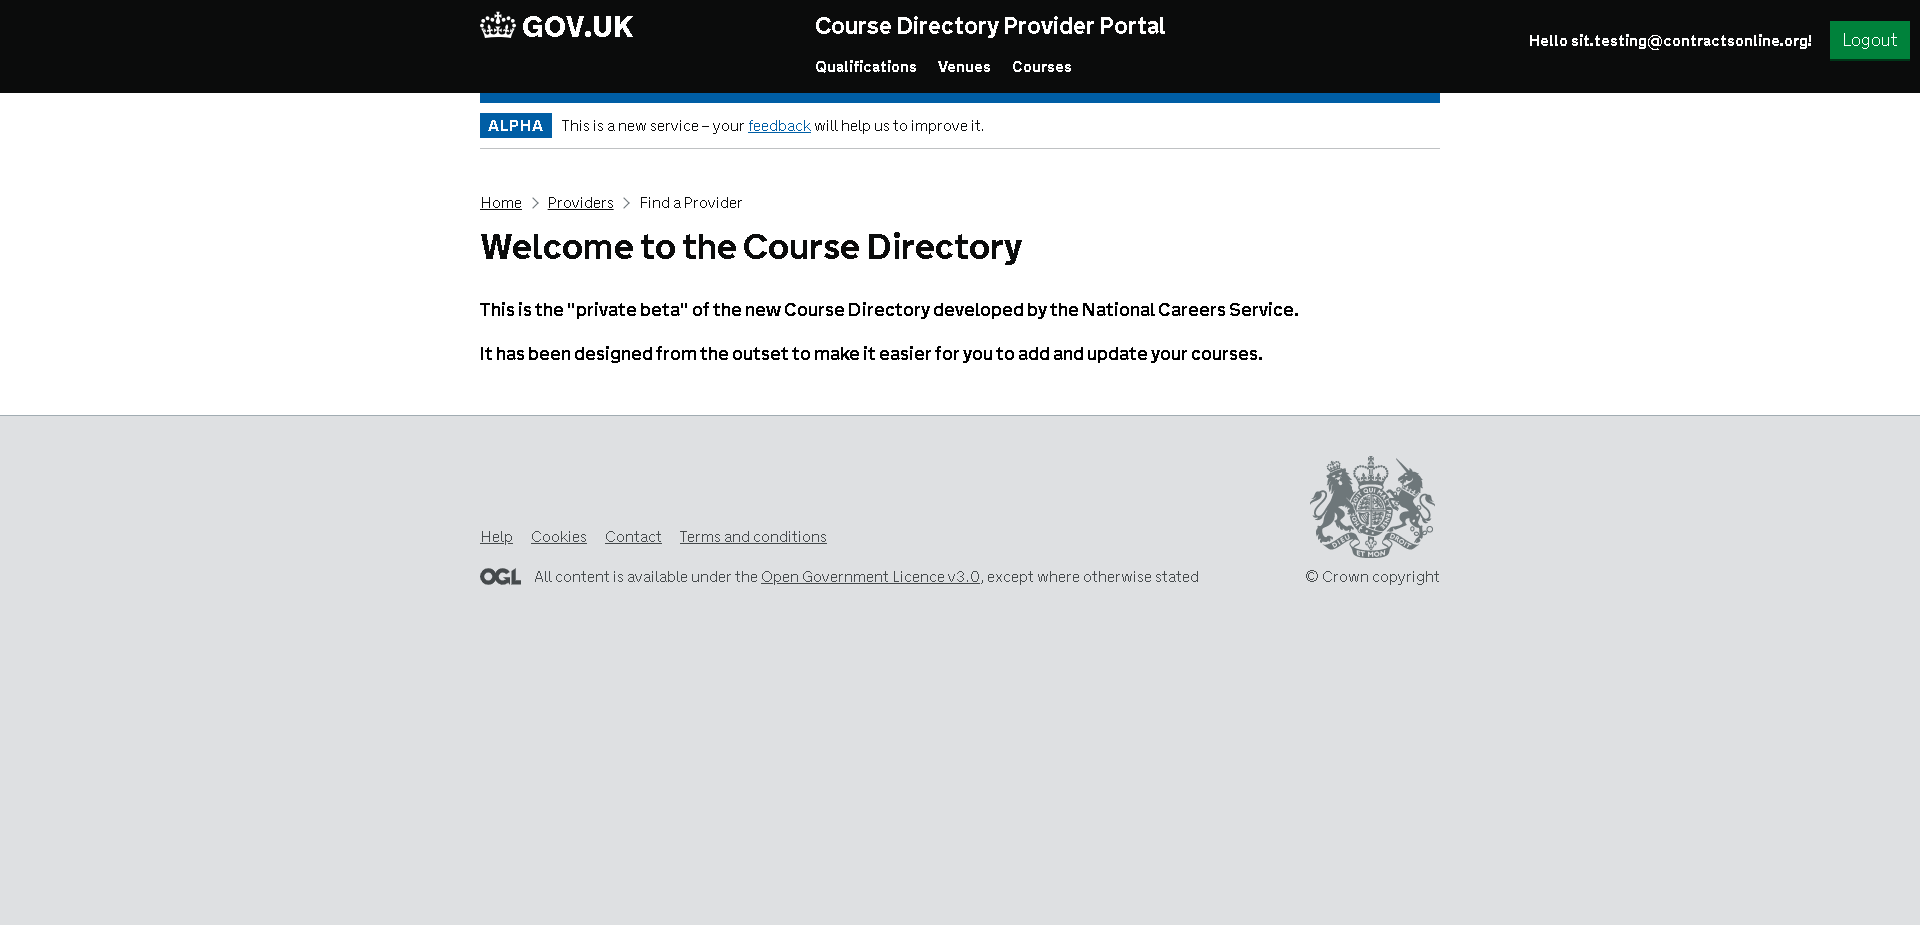 GOV.UK
Course Directory Provider Portal
Hello sit.testing@contractsonline.org!
Logout
Qualifications Venues Courses
ALPHA This is a new service – your feedback will help us to improve it.
Home > Providers > Find a Provider
Welcome to the Course Directory
This is the "private beta" of the new Course Directory developed by the National Careers Service.
It has been designed from the outset to make it easier for you to add and update your courses.
Help Cookies Contact Terms and conditions
OGL All content is available under the Open Government Licence v3.0, except where otherwise stated
DIEU ET MON DROIT
© Crown copyright